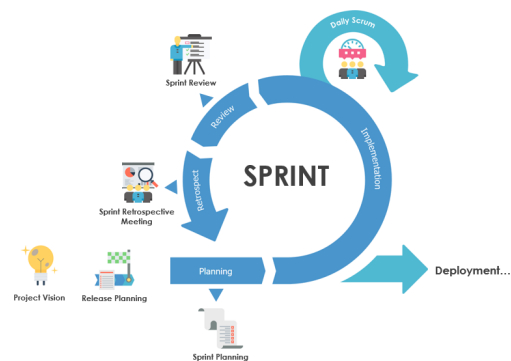 Daily Scrum
Sprint Review
Review
Implementation
SPRINT
Retrospect
Sprint Retrospective
Meeting
Planning
Deployment...
Project Vision
Release Planning
Sprint Planning